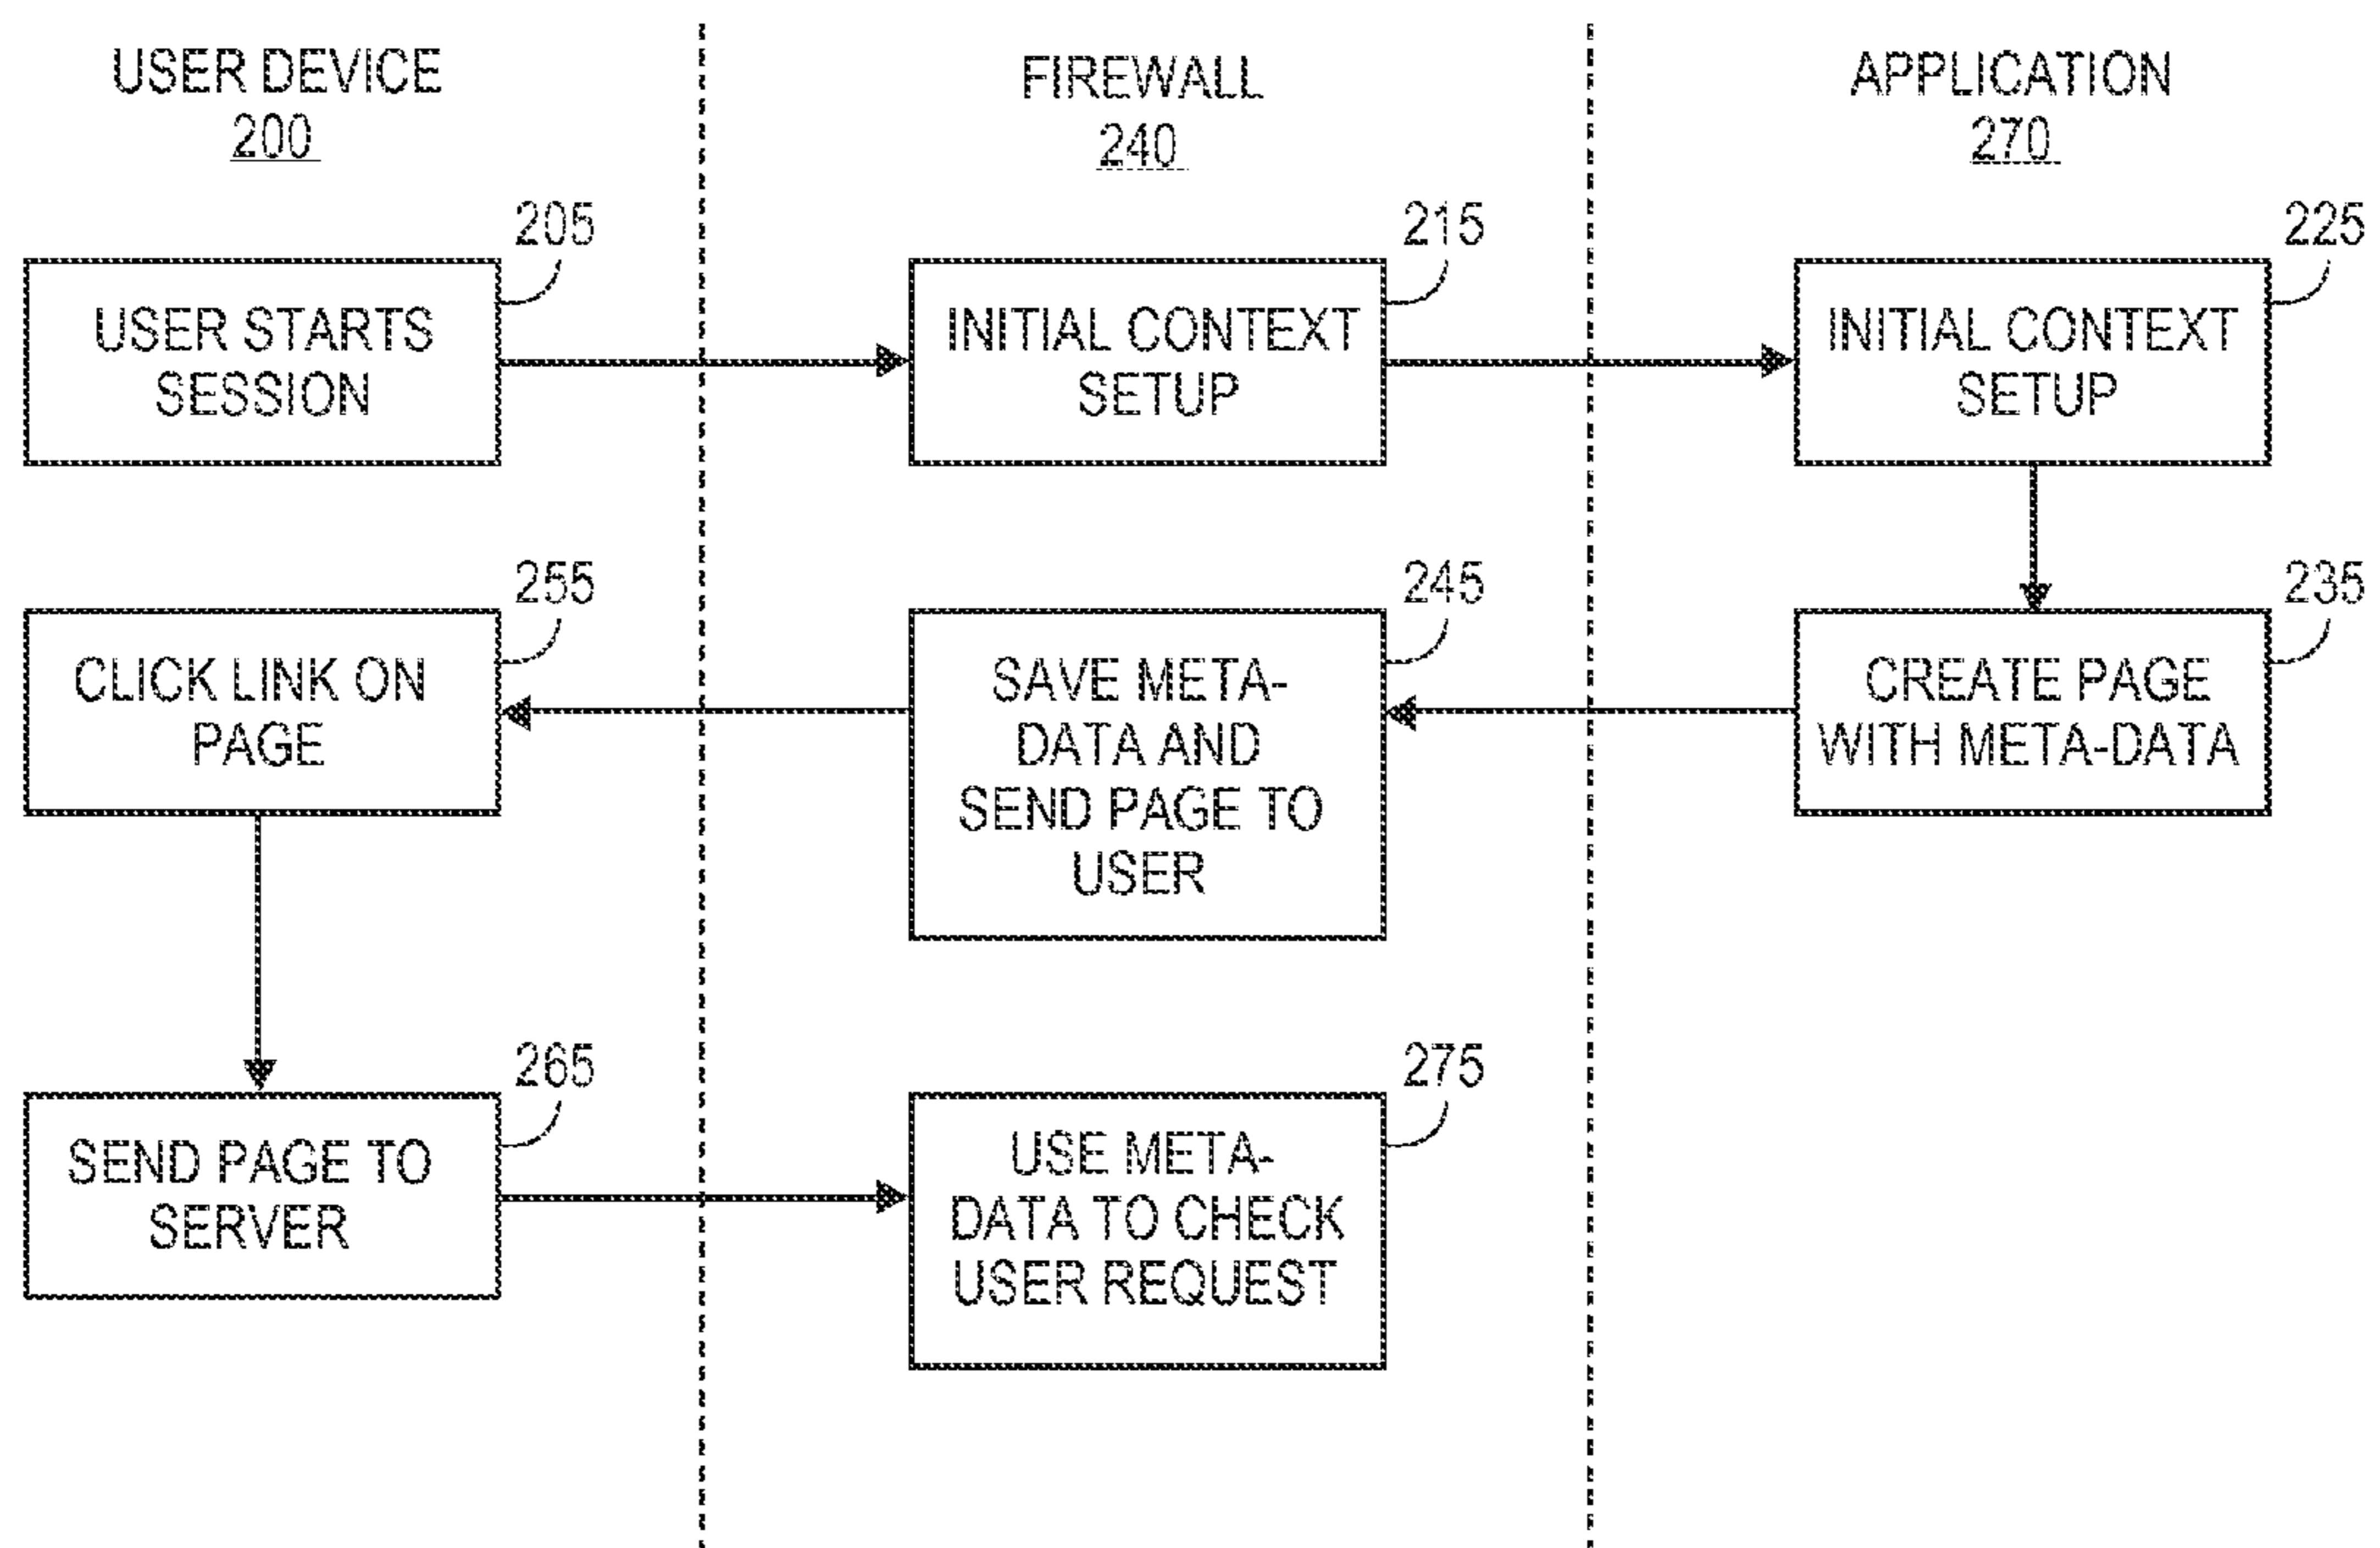 USER DEVICE
200
FIREWALL
240
APPLICATION
270
205
USER STARTS
SESSION
215
INITIAL CONTEXT
SETUP
225
INITIAL CONTEXT
SETUP
255
CLICK LINK ON
PAGE
245
SAVE META-
DATA AND
SEND PAGE TO
USER
235
CREATE PAGE
WITH META-DATA
265
SEND PAGE TO
SERVER
275
USE META-
DATA TO CHECK
USER REQUEST